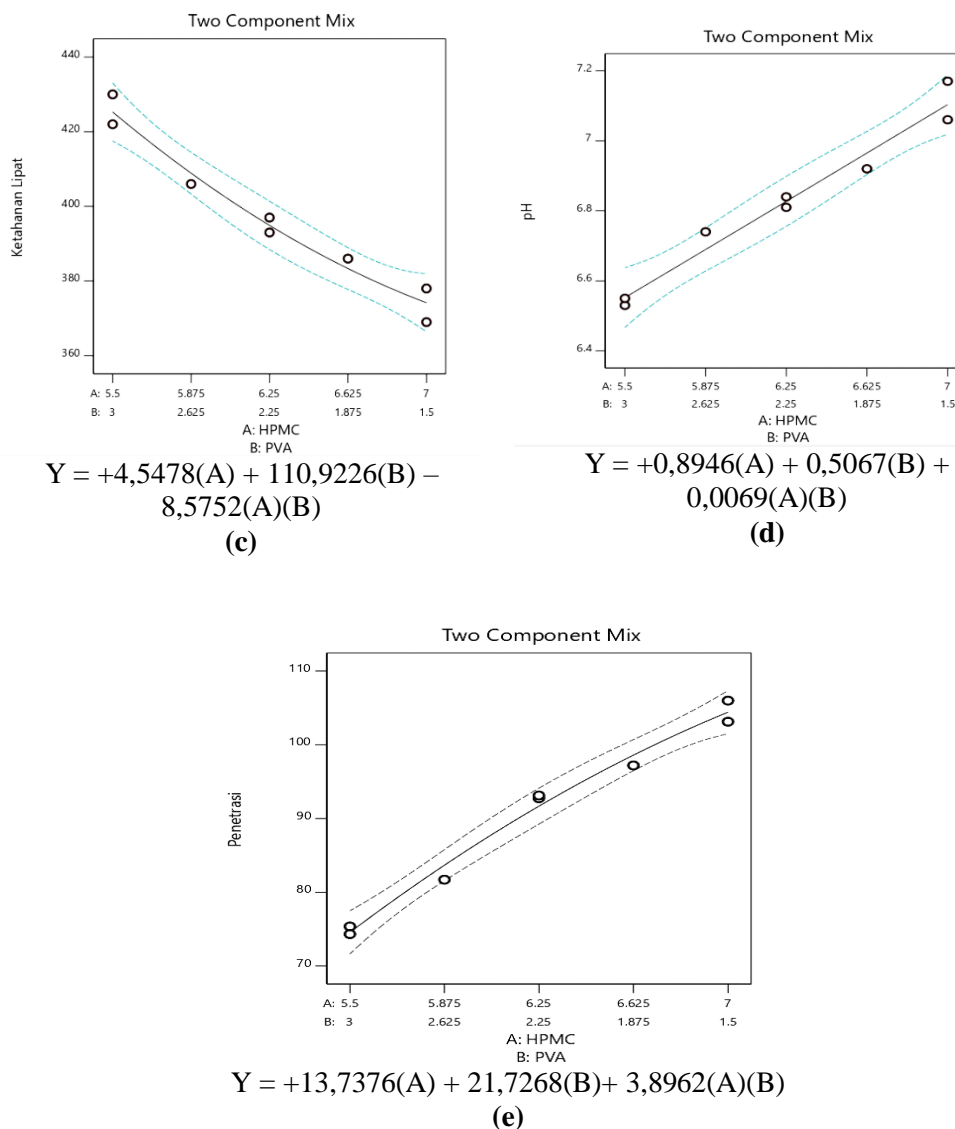 Two Component Mix
440
420
400
380
360
Ketahanan Lipat
A: 5.5 5.875 6.25 6.625 7
B: 3 2.625 2.25 1.875 1.5
A: HPMC
B: PVA
Y = +4,5478(A) + 110,9226(B) –
8,5752(A)(B)
(c)
Two Component Mix
7.2
7
6.8
6.6
6.4
pH
A: 5.5 5.875 6.25 6.625 7
B: 3 2.625 2.25 1.875 1.5
A: HPMC
B: PVA
Y = +0,8946(A) + 0,5067(B) +
0,0069(A)(B)
(d)
Two Component Mix
110
100
90
80
70
Penetrasi
A: 5.5 5.875 6.25 6.625 7
B: 3 2.625 2.25 1.875 1.5
A: HPMC
B: PVA
Y = +13,7376(A) + 21,7268(B)+ 3,8962(A)(B)
(e)